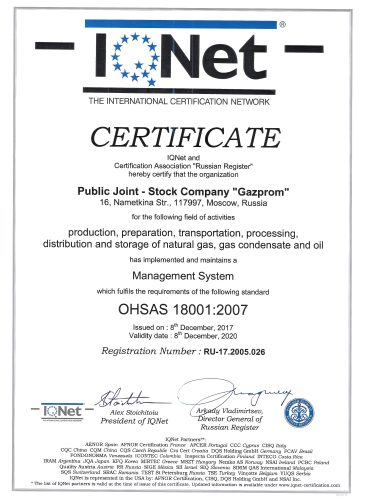 IQNet®
THE INTERNATIONAL CERTIFICATION NETWORK
CERTIFICATE
IQNet and
Certification Association "Russian Register"
hereby certify that the organization
Public Joint - Stock Company "Gazprom"
16, Nametkina Str., 117997, Moscow, Russia
for the following field of activities
production, preparation, transportation, processing,
distribution and storage of natural gas, gas condensate and oil
has implemented and maintains a
Management System
which fulfils the requirements of the following standard
OHSAS 18001:2007
Issued on : 8th December, 2017
Validity date : 8th December, 2020
Registration Number : RU-17.2005.026
IQNet
Alex Stoichitoiu
President of IQNet
Arkady Vladimirtsev,
Director General of
Russian Register
IQNet Partners**:
AENOR Spain AFNOR Certification France APCER Portugal CCC Cyprus CISQ Italy
CQC China CQM China CQS Czech Republic Cro Cert Croatia DQS Holding GmbH Germany FCAV Brazil
FONDONORMA Venezuela ICONTEC Colombia Inspecta Certification Finland INTECO Costa Rica
IRAM Argentina JQA Japan KFQ Korea MIRTEC Greece MSZT Hungary Nemko AS Norway NSAI Ireland PCBC Poland
Quality Austria Austria RR Russia SIGE México SII Israel SIQ Slovenia SIRIM QAS International Malaysia
SQS Switzerland SRAC Romania TEST St Petersburg Russia TSE Turkey Vinçotte Belgium YUQS Serbia
IQNet is represented in the USA by: AFNOR Certification, CISQ, DQS Holding GmbH and NSAI Inc.
* The list of IQNet partners is valid at the time of issue of this certificate. Updated information is available under www.iqnet-certification.com